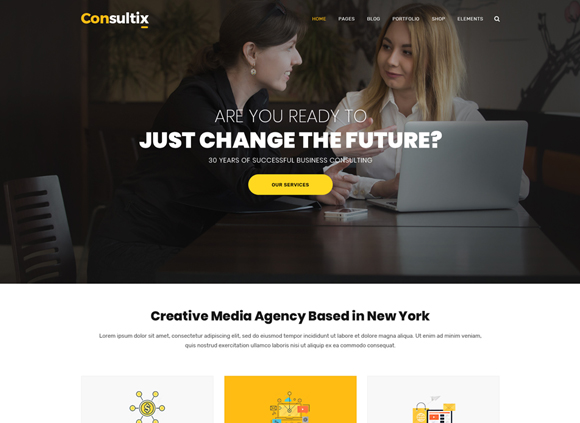 Consultix
HOME PAGES BLOG PORTFOLIO SHOP ELEMENTS
ARE YOU READY TO
JUST CHANGE THE FUTURE?
30 YEARS OF SUCCESSFUL BUSINESS CONSULTING
OUR SERVICES
Creative Media Agency Based in New York
Lorem ipsum dolor sit amet, consectetur adipiscing elit, sed do eiusmod tempor incididunt ut labore et dolore magna aliqua. Ut enim ad minim veniam,
quis nostrud exercitation ullamco laboris nisi ut aliquip ex ea commodo consequat.